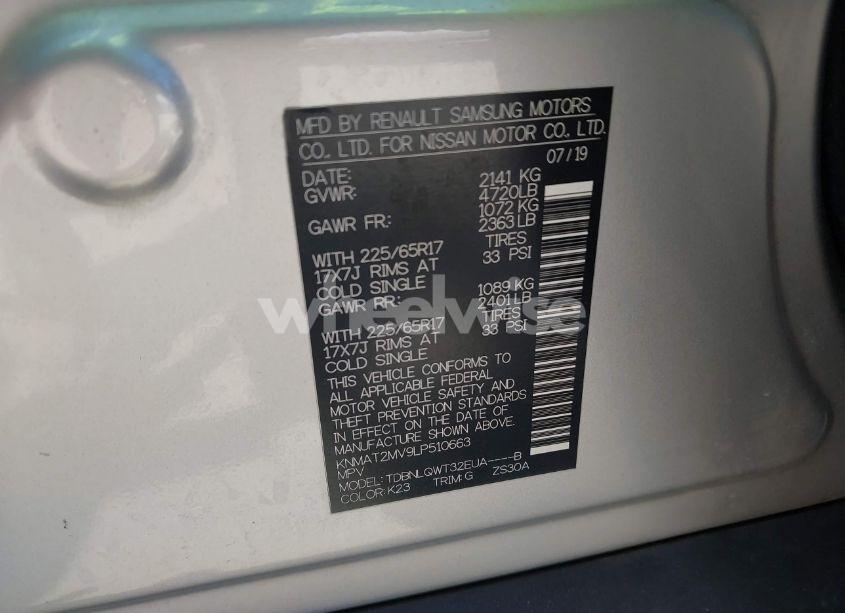 MFD BY RENAULT SAMSUNG MOTORS
CO., LTD. FOR NISSAN MOTOR CO., LTD.
DATE: 07/19
GVWR: 2141 KG
4720LB
GAWR FR: 1072 KG
2363LB
WITH 225/65R17 TIRES
17X7J RIMS AT 33 PSI
COLD SINGLE
GAWR RR: 1089 KG
2401LB
WITH 225/65R17 TIRES
17X7J RIMS AT 33 PSI
COLD SINGLE
THIS VEHICLE CONFORMS TO
ALL APPLICABLE FEDERAL
MOTOR VEHICLE SAFETY AND
THEFT PREVENTION STANDARDS
IN EFFECT ON THE DATE OF
MANUFACTURE SHOWN ABOVE.
KNMAT2MV9LP510663
MPV
MODEL: TDBNLQWT32EUA----B
COLOR: K23 TRIM: G ZS30A
wheelwise